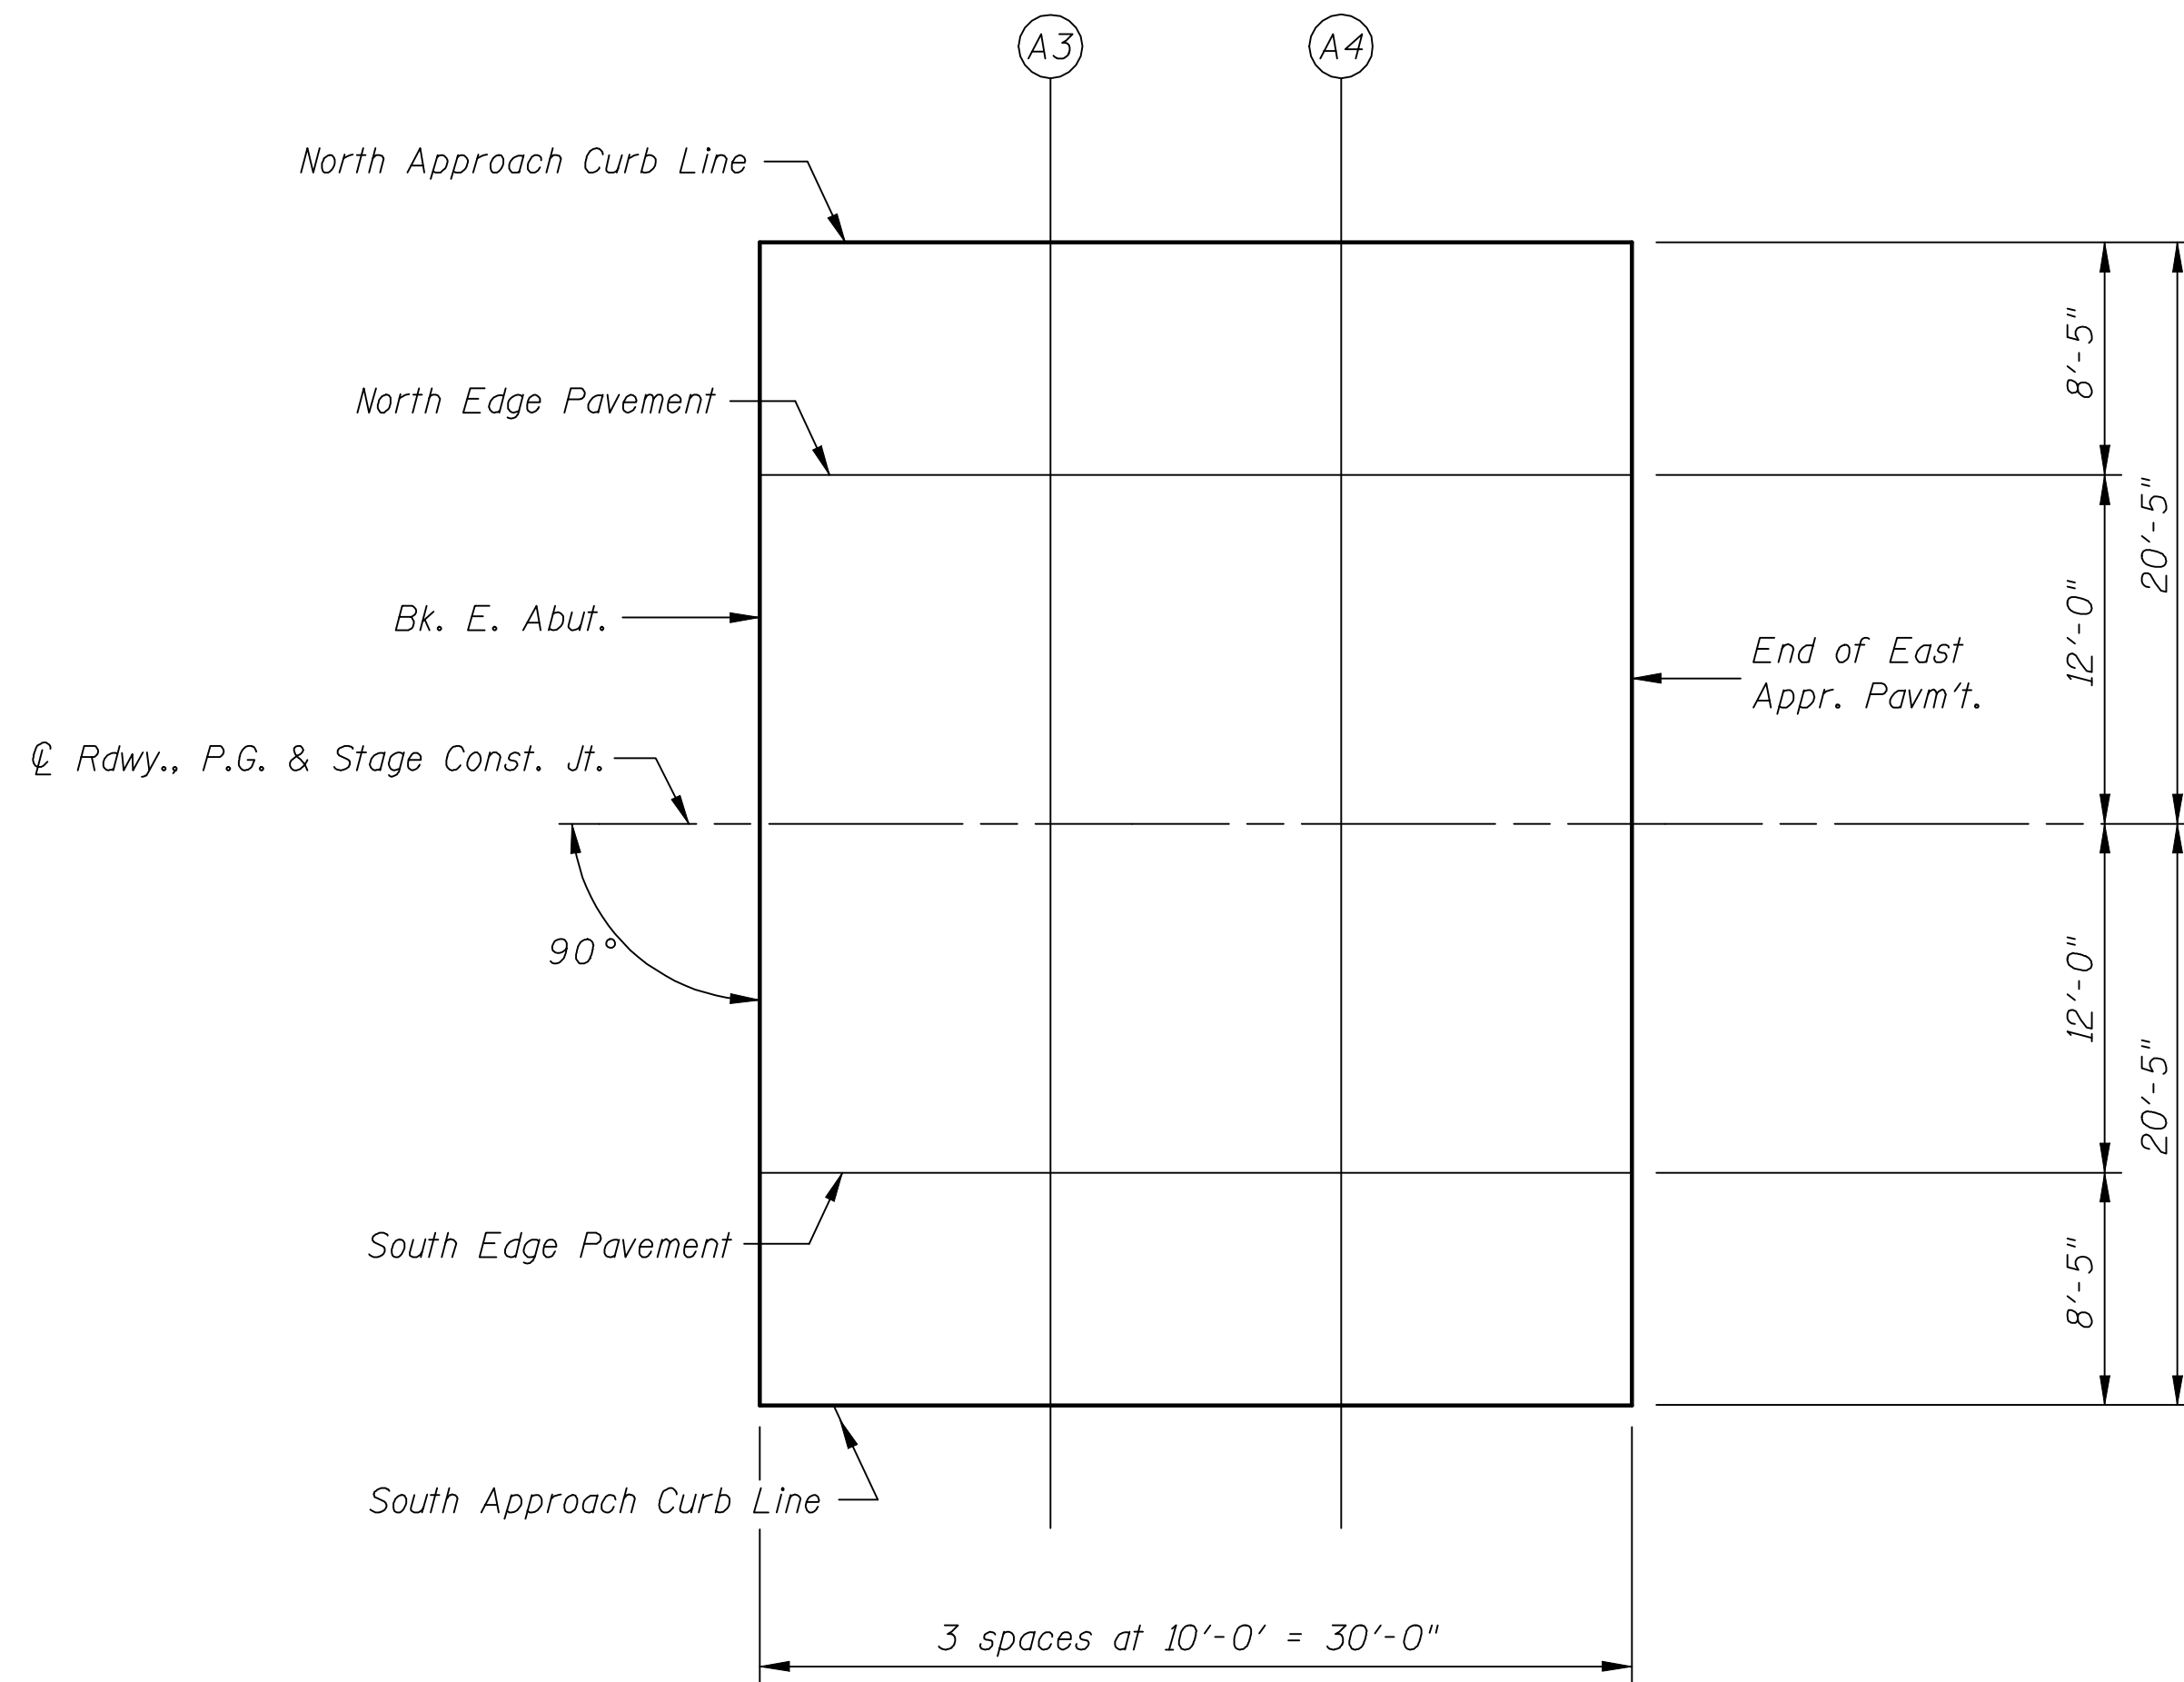 A3
A4
North Approach Curb Line
8'-5"
North Edge Pavement
20'-5"
12'-0"
Bk. E. Abut.
End of East
Appr. Pavm't.
℄ Rdwy., P.G. & Stage Const. Jt.
90°
12'-0"
20'-5"
South Edge Pavement
8'-5"
South Approach Curb Line
3 spaces at 10'-0' = 30'-0"